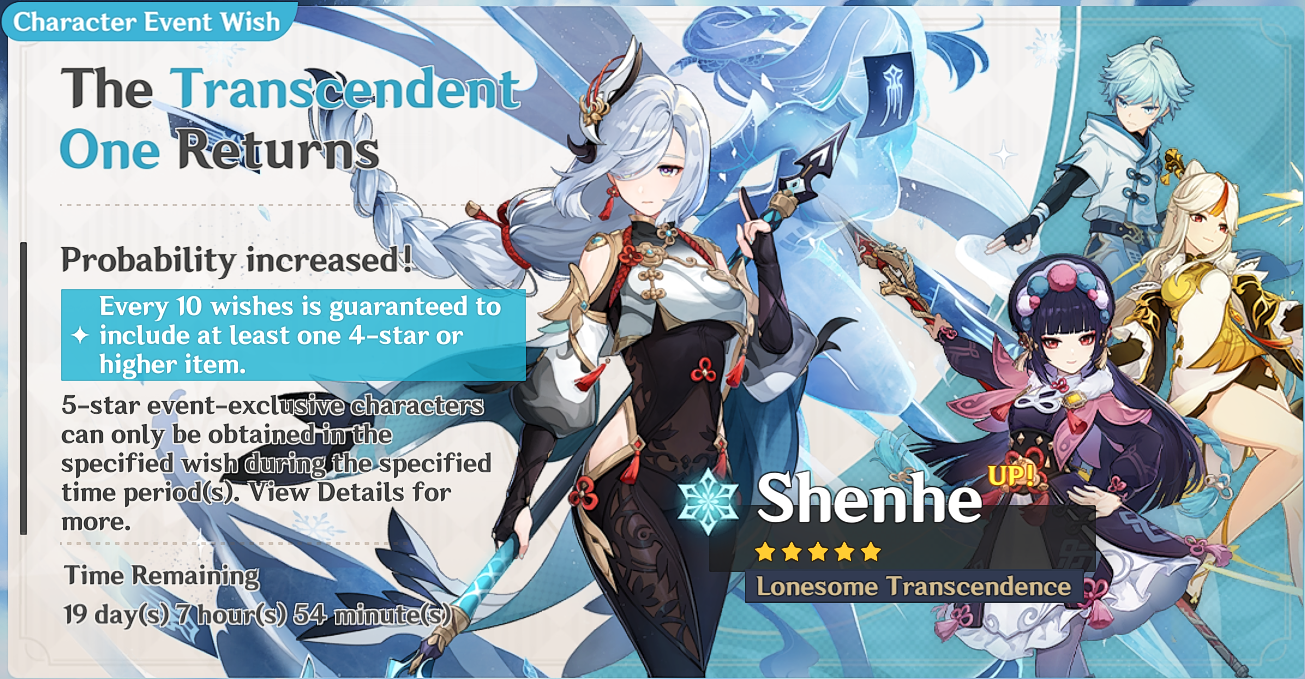 Character Event Wish
The Transcendent
One Returns
Probability increased!
Every 10 wishes is guaranteed to
include at least one 4-star or
higher item.
5-star event-exclusive characters
can only be obtained in the
specified wish during the specified
time period(s). View Details for
more.
Time Remaining
19 day(s) 7 hour(s) 54 minute(s)
UP!
Shenhe
Lonesome Transcendence